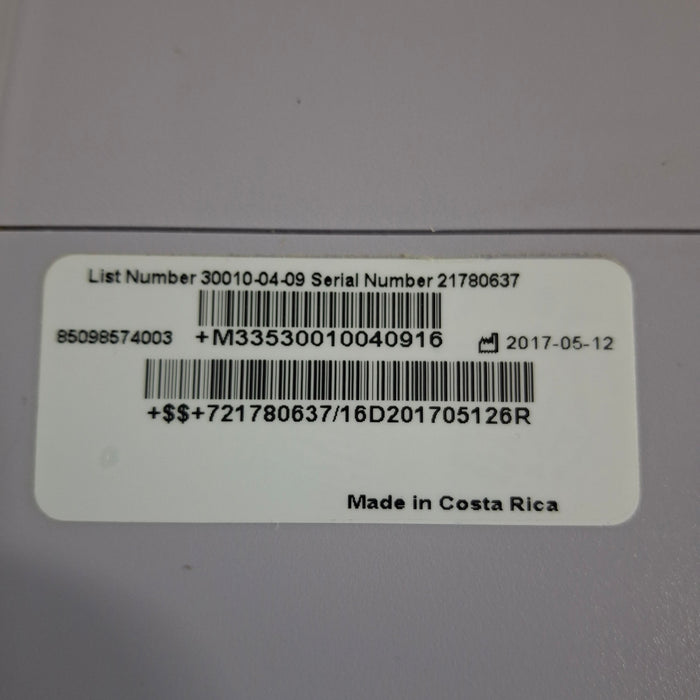 List Number 30010-04-09 Serial Number 21780637
85098574003 +M33530010040916 2017-05-12
+$$+721780637/16D201705126R
Made in Costa Rica